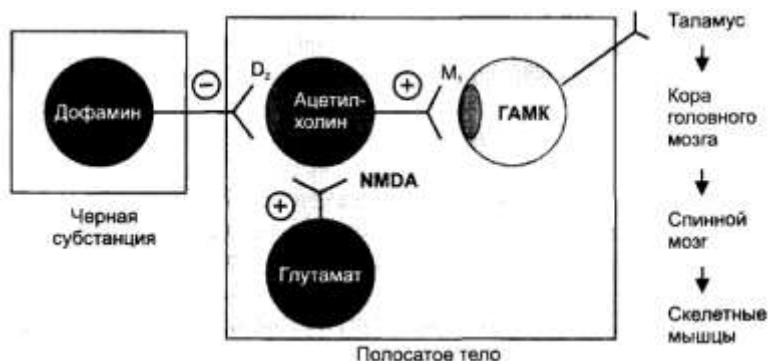 Дофамин
Черная
субстанция
D₂
Ацетил-
холин
NMDA
Глутамат
M₁
ГАМК
Полосатое тело
Таламус
Кора
головного
мозга
Спинной
мозг
Скелетные
мышцы